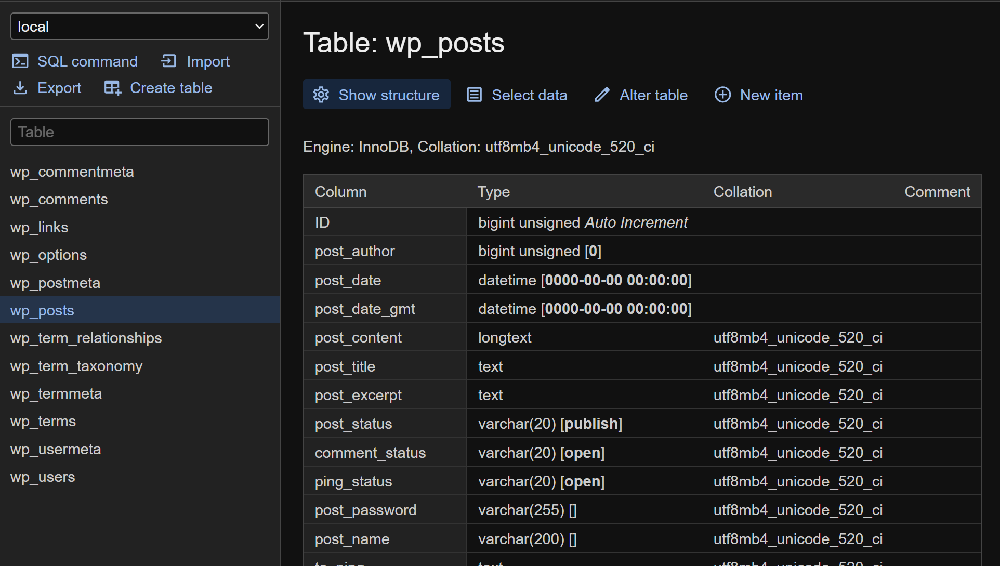 local
SQL command Import
Export Create table
Table
wp_commentmeta
wp_comments
wp_links
wp_options
wp_postmeta
wp_posts
wp_term_relationships
wp_term_taxonomy
wp_termmeta
wp_terms
wp_usermeta
wp_users
Table: wp_posts
Show structure Select data Alter table New item
Engine: InnoDB, Collation: utf8mb4_unicode_520_ci
Column Type Collation Comment
ID bigint unsigned Auto Increment
post_author bigint unsigned [0]
post_date datetime [0000-00-00 00:00:00]
post_date_gmt datetime [0000-00-00 00:00:00]
post_content longtext utf8mb4_unicode_520_ci
post_title text utf8mb4_unicode_520_ci
post_excerpt text utf8mb4_unicode_520_ci
post_status varchar(20) [publish] utf8mb4_unicode_520_ci
comment_status varchar(20) [open] utf8mb4_unicode_520_ci
ping_status varchar(20) [open] utf8mb4_unicode_520_ci
post_password varchar(255) [] utf8mb4_unicode_520_ci
post_name varchar(200) [] utf8mb4_unicode_520_ci
to_ping text utf8mb4_unicode_520_ci